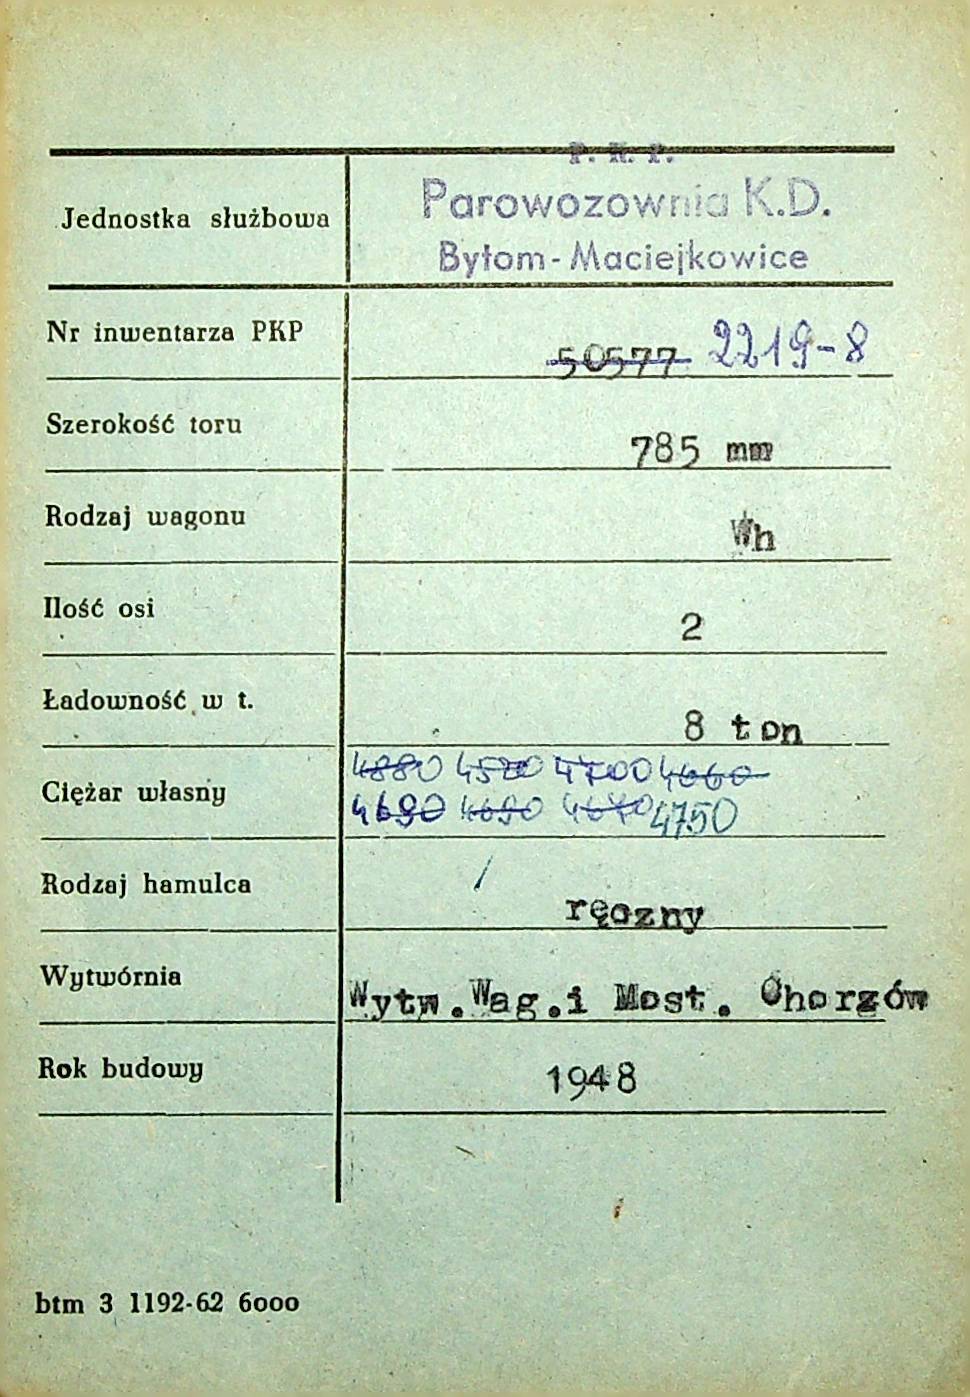 P. K. P.
Jednostka służbowa Parowozownia K.D.
Bytom-Maciejkowice
Nr inwentarza PKP 50577 2219-8
Szerokość toru 785 mm
Rodzaj wagonu Wh
Ilość osi 2
Ładowność w t. 8 ton
4880 4520 4700 4660
Ciężar własny 4690 4690 4640 4750
Rodzaj hamulca ręczny
Wytwórnia Wytw.Wag.i Most. Chorzów
Rok budowy 1948
btm 3 1192-62 6000